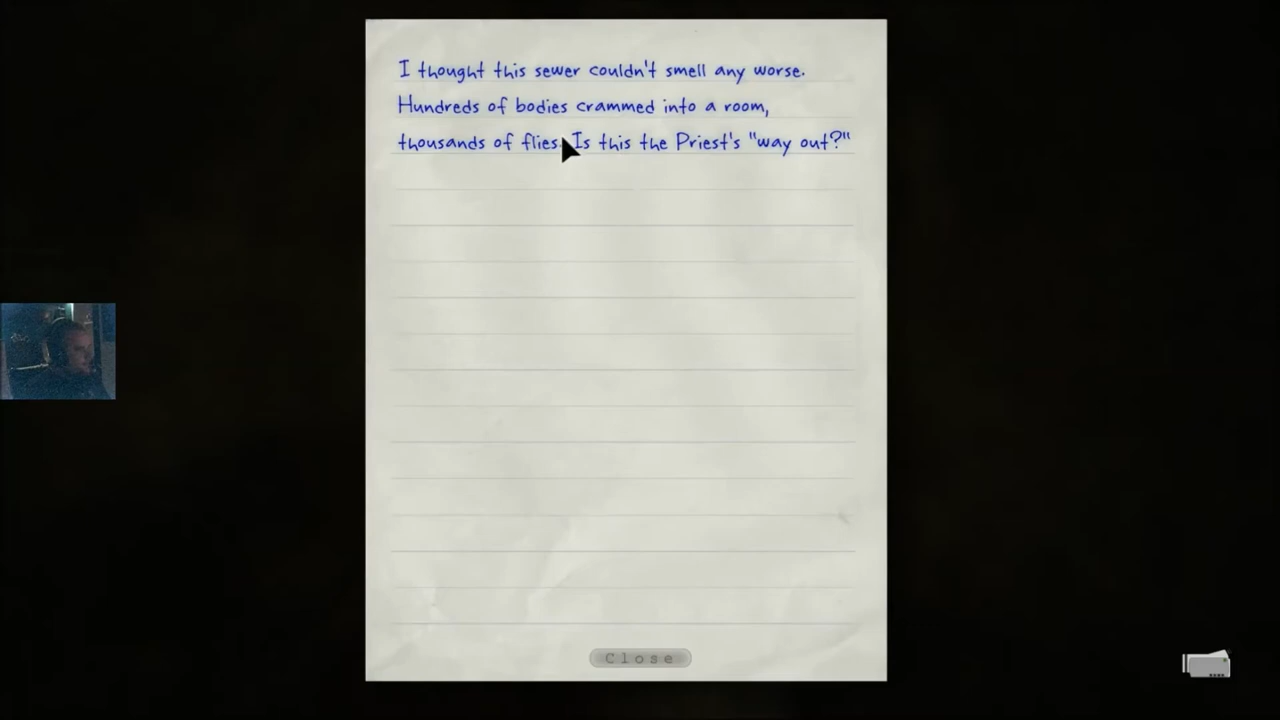 I thought this sewer couldn't smell any worse.
Hundreds of bodies crammed into a room,
thousands of flies. Is this the Priest's "way out?"
Close